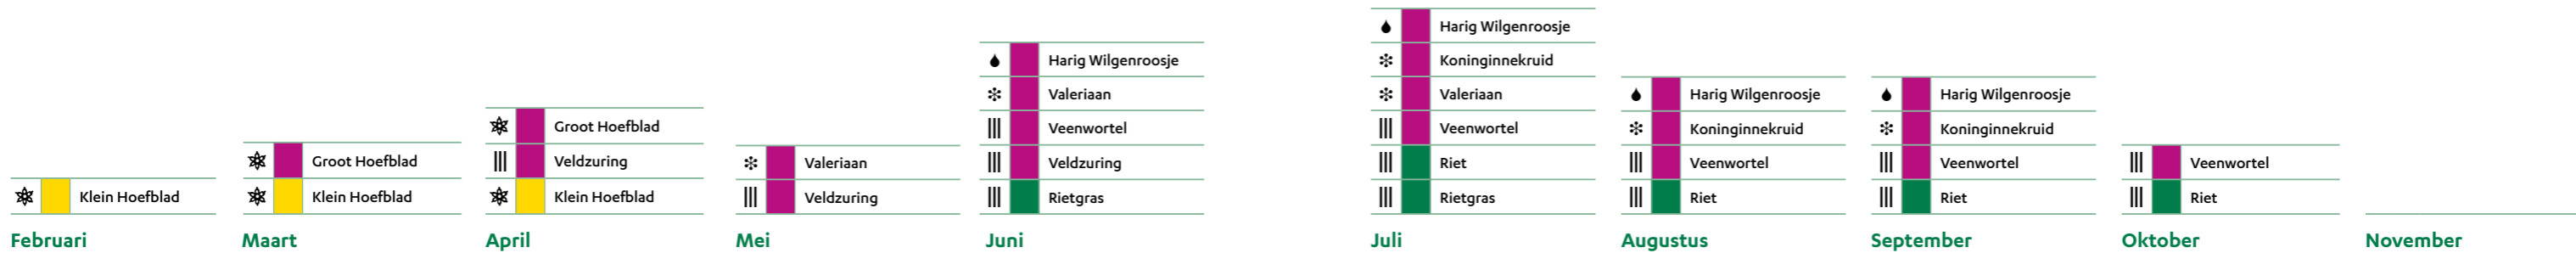 Klein Hoefblad
Februari
Groot Hoefblad
Klein Hoefblad
Maart
Groot Hoefblad
Veldzuring
Klein Hoefblad
April
Valeriaan
Veldzuring
Mei
Harig Wilgenroosje
Valeriaan
Veenwortel
Veldzuring
Rietgras
Juni
Harig Wilgenroosje
Koninginnekruid
Valeriaan
Veenwortel
Riet
Rietgras
Juli
Harig Wilgenroosje
Koninginnekruid
Veenwortel
Riet
Augustus
Harig Wilgenroosje
Koninginnekruid
Veenwortel
Riet
September
Veenwortel
Riet
Oktober
November